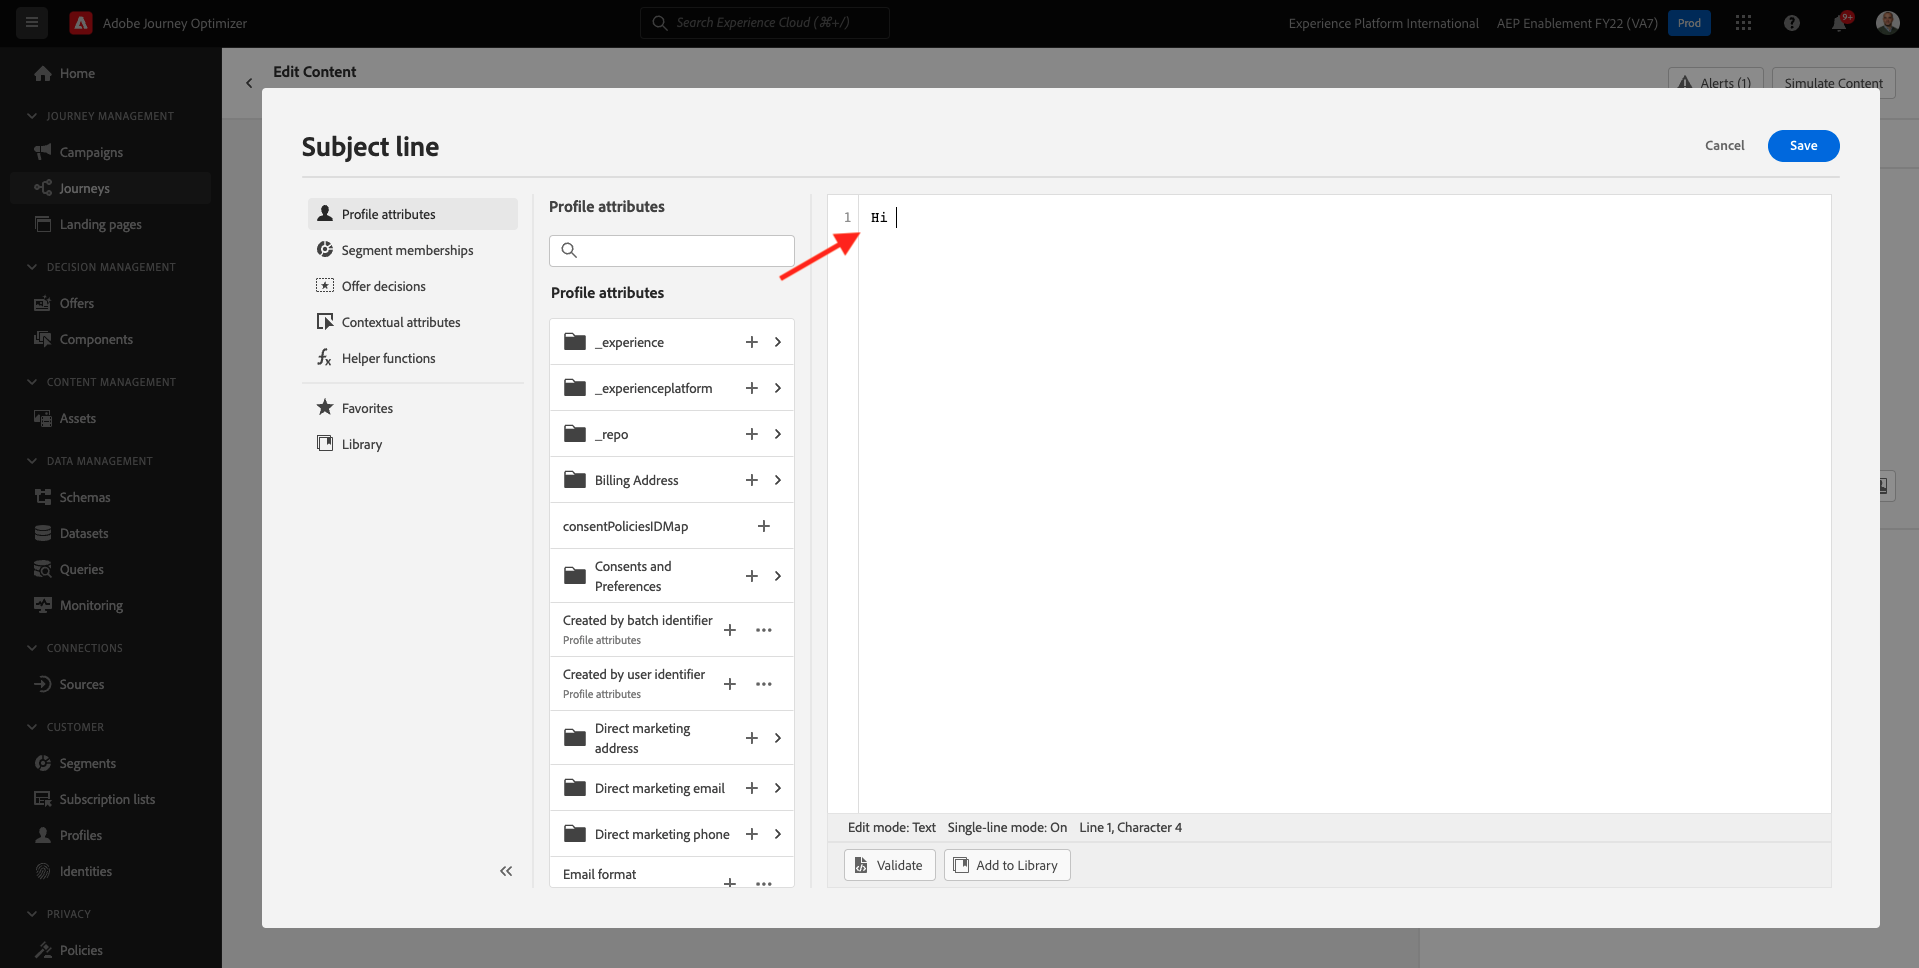 Adobe Journey Optimizer
Search Experience Cloud (⌘+/)
Experience Platform International
AEP Enablement FY22 (VA7)
Prod
9+
Home
JOURNEY MANAGEMENT
Campaigns
Journeys
Landing pages
DECISION MANAGEMENT
Offers
Components
CONTENT MANAGEMENT
Assets
DATA MANAGEMENT
Schemas
Datasets
Queries
Monitoring
CONNECTIONS
Sources
CUSTOMER
Segments
Subscription lists
Profiles
Identities
PRIVACY
Policies
Edit Content
Alerts (1)
Simulate Content
Subject line
Cancel
Save
Profile attributes
Segment memberships
Offer decisions
Contextual attributes
Helper functions
Favorites
Library
Profile attributes
Profile attributes
_experience
_experienceplatform
_repo
Billing Address
consentPoliciesIDMap
Consents and
Preferences
Created by batch identifier
Profile attributes
Created by user identifier
Profile attributes
Direct marketing
address
Direct marketing email
Direct marketing phone
Email format
1 Hi
Edit mode: Text Single-line mode: On Line 1, Character 4
Validate
Add to Library